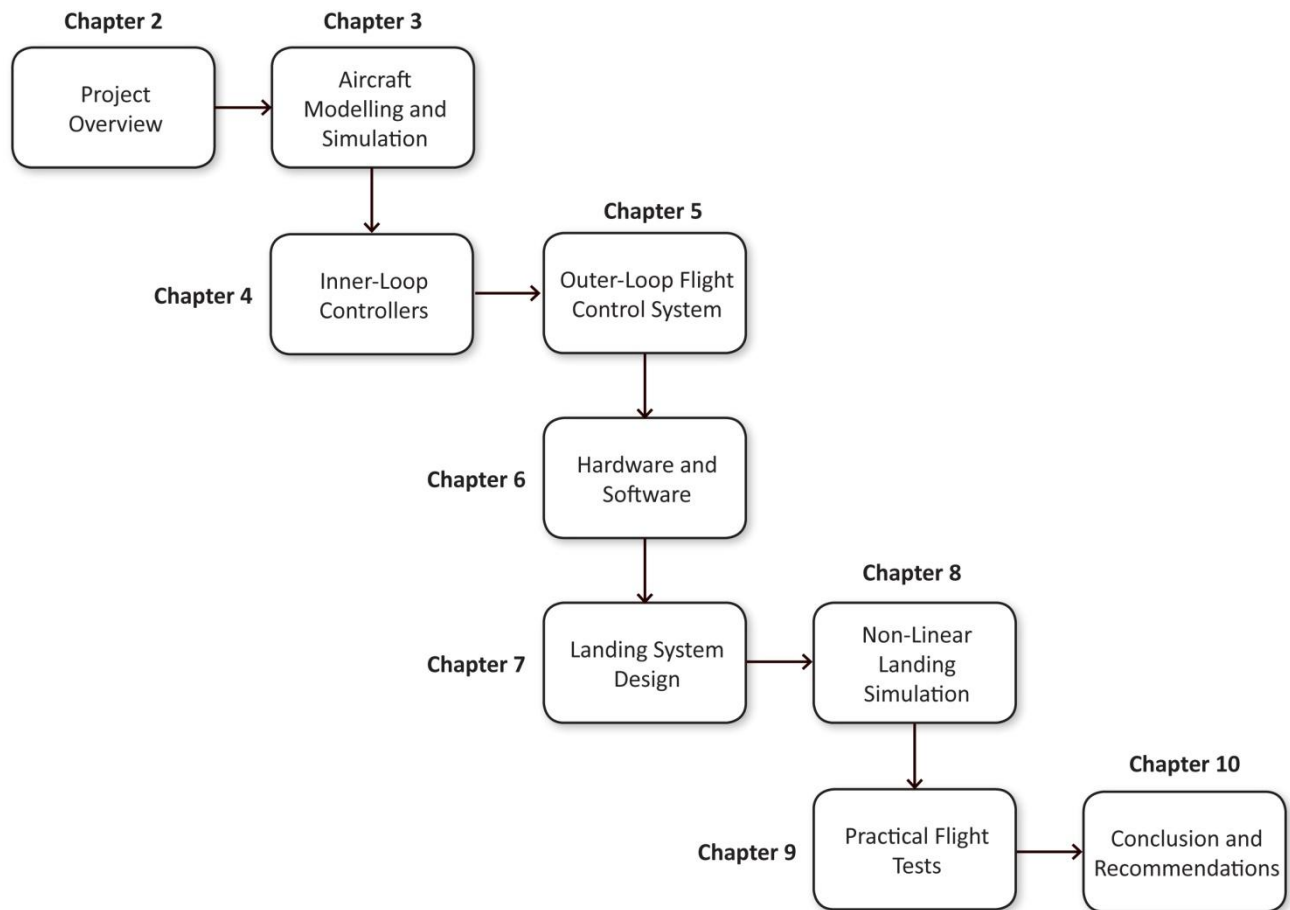 Chapter 2
Chapter 3
Project
Overview
Aircraft
Modelling and
Simulation
Chapter 5
Chapter 4
Inner-Loop
Controllers
Outer-Loop Flight
Control System
Chapter 6
Hardware and
Software
Chapter 8
Chapter 7
Landing System
Design
Non-Linear
Landing
Simulation
Chapter 10
Chapter 9
Practical Flight
Tests
Conclusion and
Recommendations